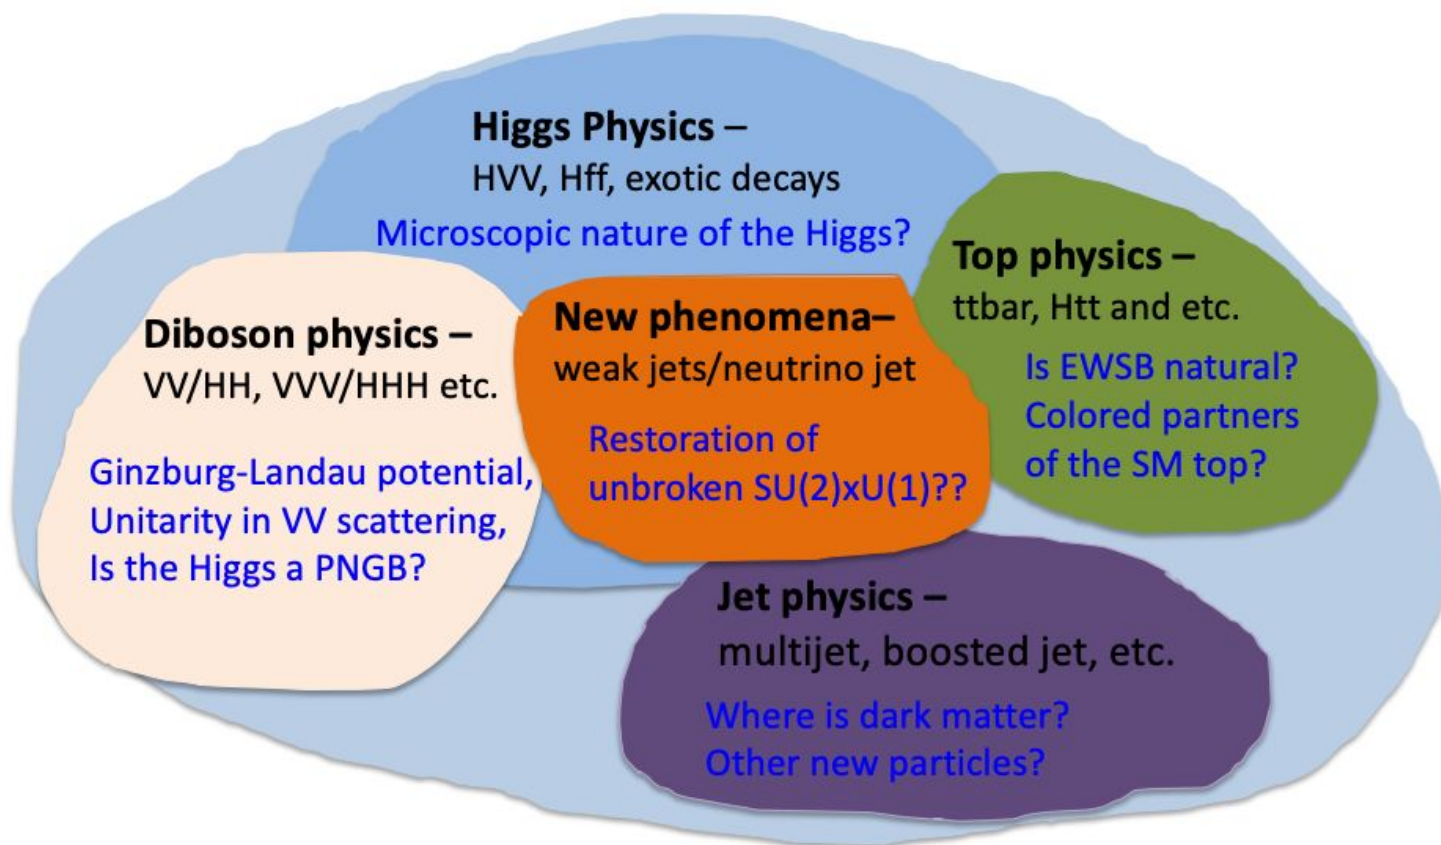 Higgs Physics –
HVV, Hff, exotic decays
Microscopic nature of the Higgs?
Top physics –
ttbar, Htt and etc.
Is EWSB natural?
Colored partners
of the SM top?
Diboson physics –
VV/HH, VVV/HHH etc.
Ginzburg-Landau potential,
Unitarity in VV scattering,
Is the Higgs a PNGB?
New phenomena–
weak jets/neutrino jet
Restoration of
unbroken SU(2)xU(1)??
Jet physics –
multijet, boosted jet, etc.
Where is dark matter?
Other new particles?